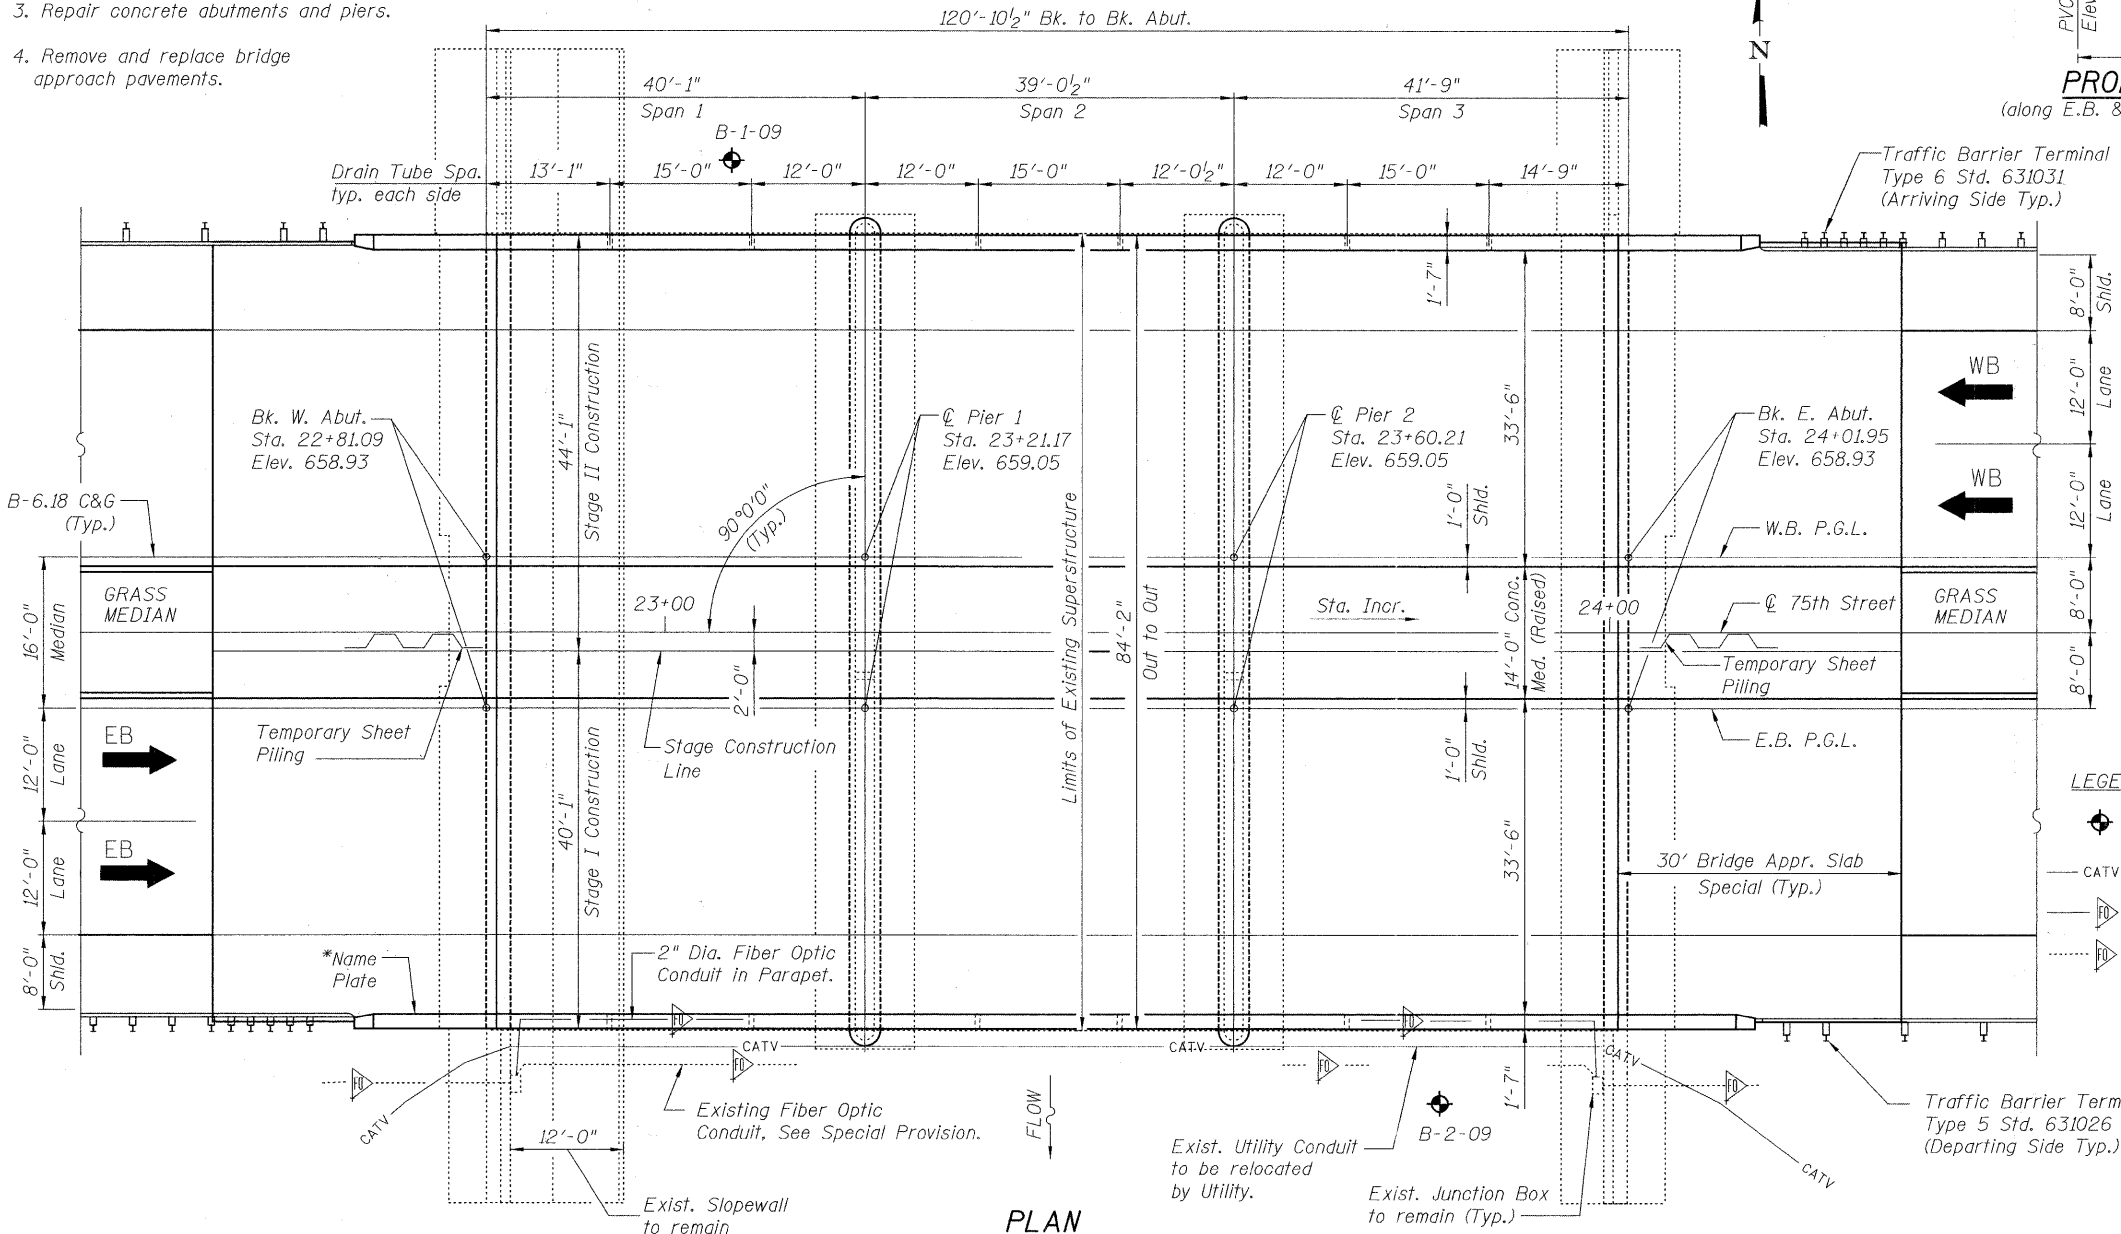 3. Repair concrete abutments and piers.
4. Remove and replace bridge
approach pavements.
120'-10½" Bk. to Bk. Abut.
40'-1"
Span 1
39'-0½"
Span 2
41'-9"
Span 3
N
PVC
Elev
PRO
(along E.B. &
B-1-09
Drain Tube Spa.
typ. each side
13'-1"
15'-0"
12'-0"
12'-0"
15'-0"
12'-0½"
12'-0"
15'-0"
14'-9"
Traffic Barrier Terminal
Type 6 Std. 631031
(Arriving Side Typ.)
1'-7"
8'-0"
Shld.
12'-0"
Lane
12'-0"
Lane
8'-0"
8'-0"
WB
WB
Bk. W. Abut.
Sta. 22+81.09
Elev. 658.93
44'-1"
Stage II Construction
℄ Pier 1
Sta. 23+21.17
Elev. 659.05
℄ Pier 2
Sta. 23+60.21
Elev. 659.05
33'-6"
Bk. E. Abut.
Sta. 24+01.95
Elev. 658.93
B-6.18 C&G
(Typ.)
90°0'0"
(Typ.)
Limits of Existing Superstructure
84'-2"
Out to Out
1'-0"
Shld.
W.B. P.G.L.
GRASS
MEDIAN
16'-0"
Median
23+00
2'-0"
Sta. Incr.
14'-0" Conc.
Med. (Raised)
24+00
℄ 75th Street
GRASS
MEDIAN
Temporary Sheet
Piling
Temporary Sheet
Piling
Stage Construction
Line
1'-0"
Shld.
E.B. P.G.L.
EB
EB
12'-0"
Lane
12'-0"
Lane
8'-0"
Shld.
40'-1"
Stage I Construction
33'-6"
30' Bridge Appr. Slab
Special (Typ.)
LEGE
CATV
FO
FO
*Name
Plate
2" Dia. Fiber Optic
Conduit in Parapet.
FO
FO
CATV
CATV
CATV
FO
FO
FO
FO
CATV
CATV
Existing Fiber Optic
Conduit, See Special Provision.
12'-0"
FLOW
1'-7"
B-2-09
Exist. Utility Conduit
to be relocated
by Utility.
Exist. Junction Box
to remain (Typ.)
Traffic Barrier Term
Type 5 Std. 631026
(Departing Side Typ.)
Exist. Slopewall
to remain
PLAN